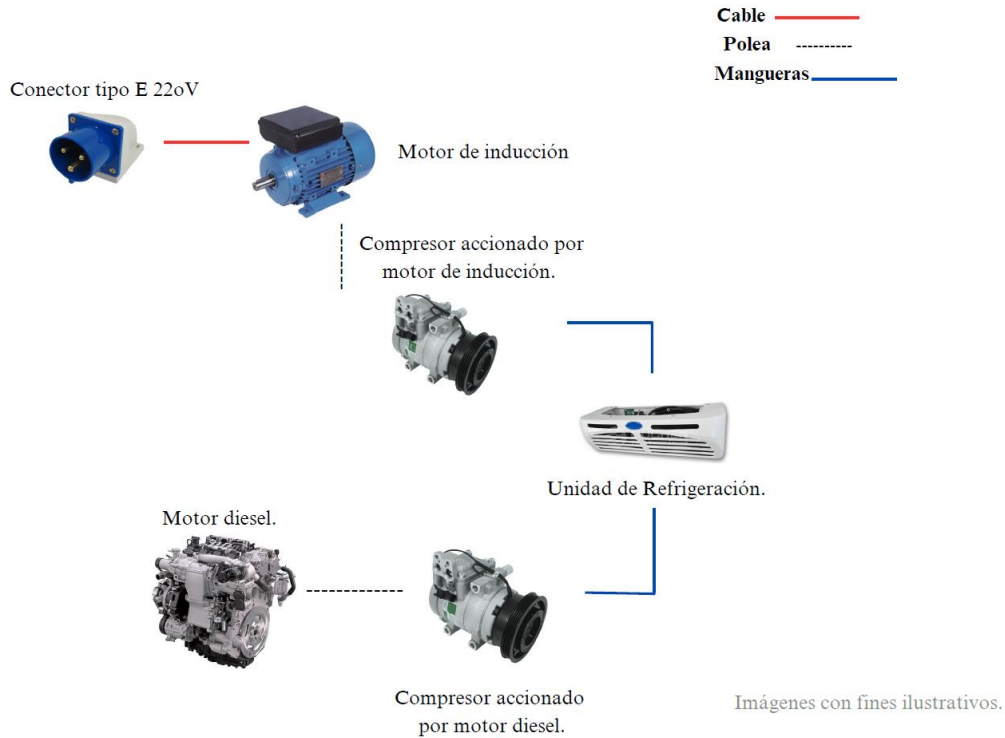 Cable
Polea
Mangueras
Conector tipo E 22oV
Motor de inducción
Compresor accionado por
motor de inducción.
Unidad de Refrigeración.
Motor diesel.
Compresor accionado
por motor diesel.
Imágenes con fines ilustrativos.